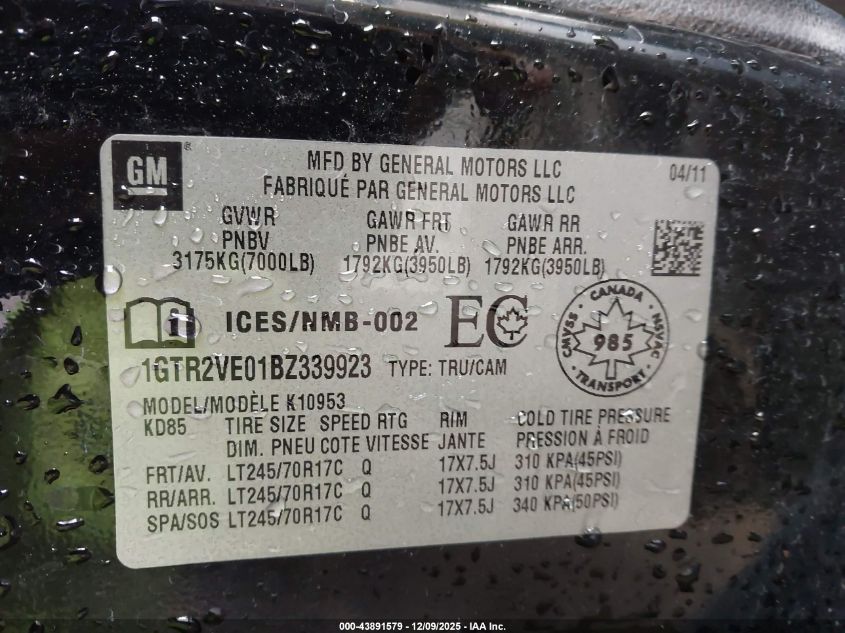 GM ®
MFD BY GENERAL MOTORS LLC
04/11
FABRIQUÉ PAR GENERAL MOTORS LLC
GVWR GAWR FRT GAWR RR
PNBV PNBE AV. PNBE ARR.
3175KG(7000LB) 1792KG(3950LB) 1792KG(3950LB)
i ICES/NMB-002 EC
CANADA
CMVSS 985 NSVAC
TRANSPORT
1GTR2VE01BZ339923 TYPE: TRU/CAM
MODEL/MODÈLE K10953
KD85 TIRE SIZE SPEED RTG RIM COLD TIRE PRESSURE
DIM. PNEU COTE VITESSE JANTE PRESSION À FROID
FRT/AV. LT245/70R17C Q 17X7.5J 310 KPA(45PSI)
RR/ARR. LT245/70R17C Q 17X7.5J 310 KPA(45PSI)
SPA/SOS LT245/70R17C Q 17X7.5J 340 KPA(50PSI)
000-43891579 - 12/09/2025 - IAA Inc.